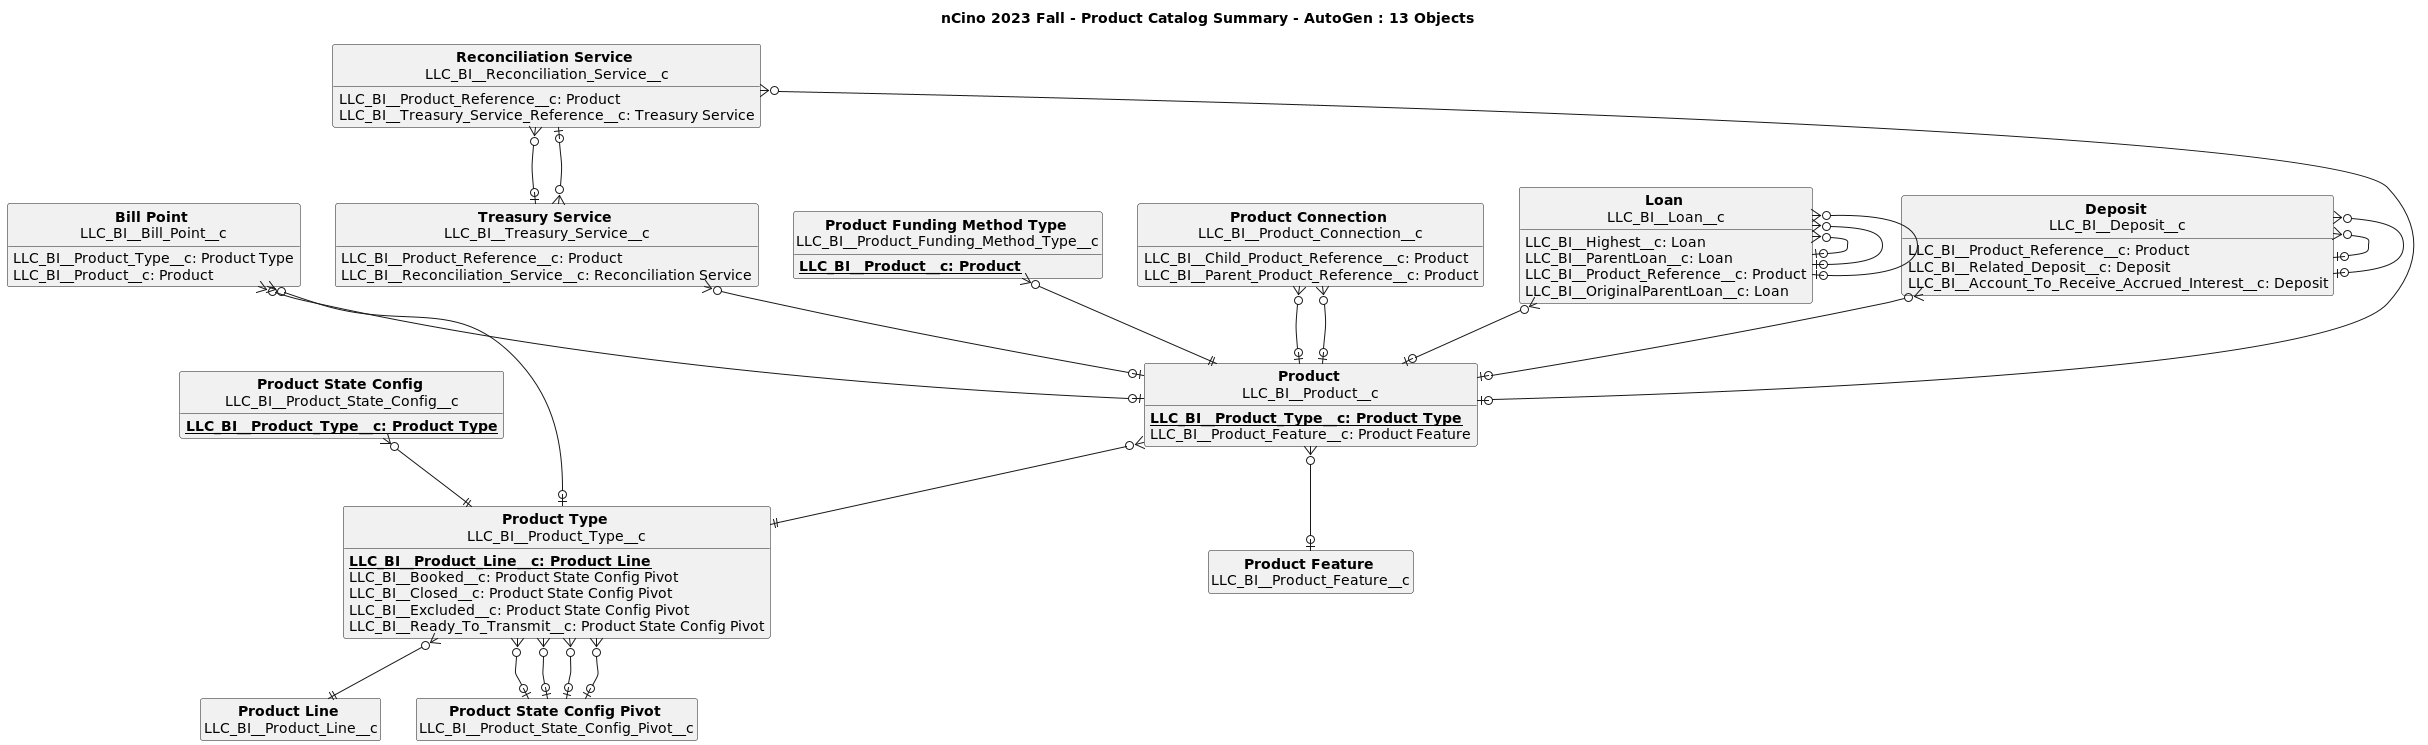 nCino 2023 Fall - Product Catalog Summary - AutoGen : 13 Objects
Reconciliation Service
LLC_BI__Reconciliation_Service__c
LLC_BI__Product_Reference__c: Product
LLC_BI__Treasury_Service_Reference__c: Treasury Service
Bill Point
LLC_BI__Bill_Point__c
LLC_BI__Product_Type__c: Product Type
LLC_BI__Product__c: Product
Treasury Service
LLC_BI__Treasury_Service__c
LLC_BI__Product_Reference__c: Product
LLC_BI__Reconciliation_Service__c: Reconciliation Service
Product Funding Method Type
LLC_BI__Product_Funding_Method_Type__c
LLC_BI__Product__c: Product
Product Connection
LLC_BI__Product_Connection__c
LLC_BI__Child_Product_Reference__c: Product
LLC_BI__Parent_Product_Reference__c: Product
Loan
LLC_BI__Loan__c
LLC_BI__Highest__c: Loan
LLC_BI__ParentLoan__c: Loan
LLC_BI__Product_Reference__c: Product
LLC_BI__OriginalParentLoan__c: Loan
Deposit
LLC_BI__Deposit__c
LLC_BI__Product_Reference__c: Product
LLC_BI__Related_Deposit__c: Deposit
LLC_BI__Account_To_Receive_Accrued_Interest__c: Deposit
Product State Config
LLC_BI__Product_State_Config__c
LLC_BI__Product_Type__c: Product Type
Product
LLC_BI__Product__c
LLC_BI__Product_Type__c: Product Type
LLC_BI__Product_Feature__c: Product Feature
Product Type
LLC_BI__Product_Type__c
LLC_BI__Product_Line__c: Product Line
LLC_BI__Booked__c: Product State Config Pivot
LLC_BI__Closed__c: Product State Config Pivot
LLC_BI__Excluded__c: Product State Config Pivot
LLC_BI__Ready_To_Transmit__c: Product State Config Pivot
Product Feature
LLC_BI__Product_Feature__c
Product Line
LLC_BI__Product_Line__c
Product State Config Pivot
LLC_BI__Product_State_Config_Pivot__c